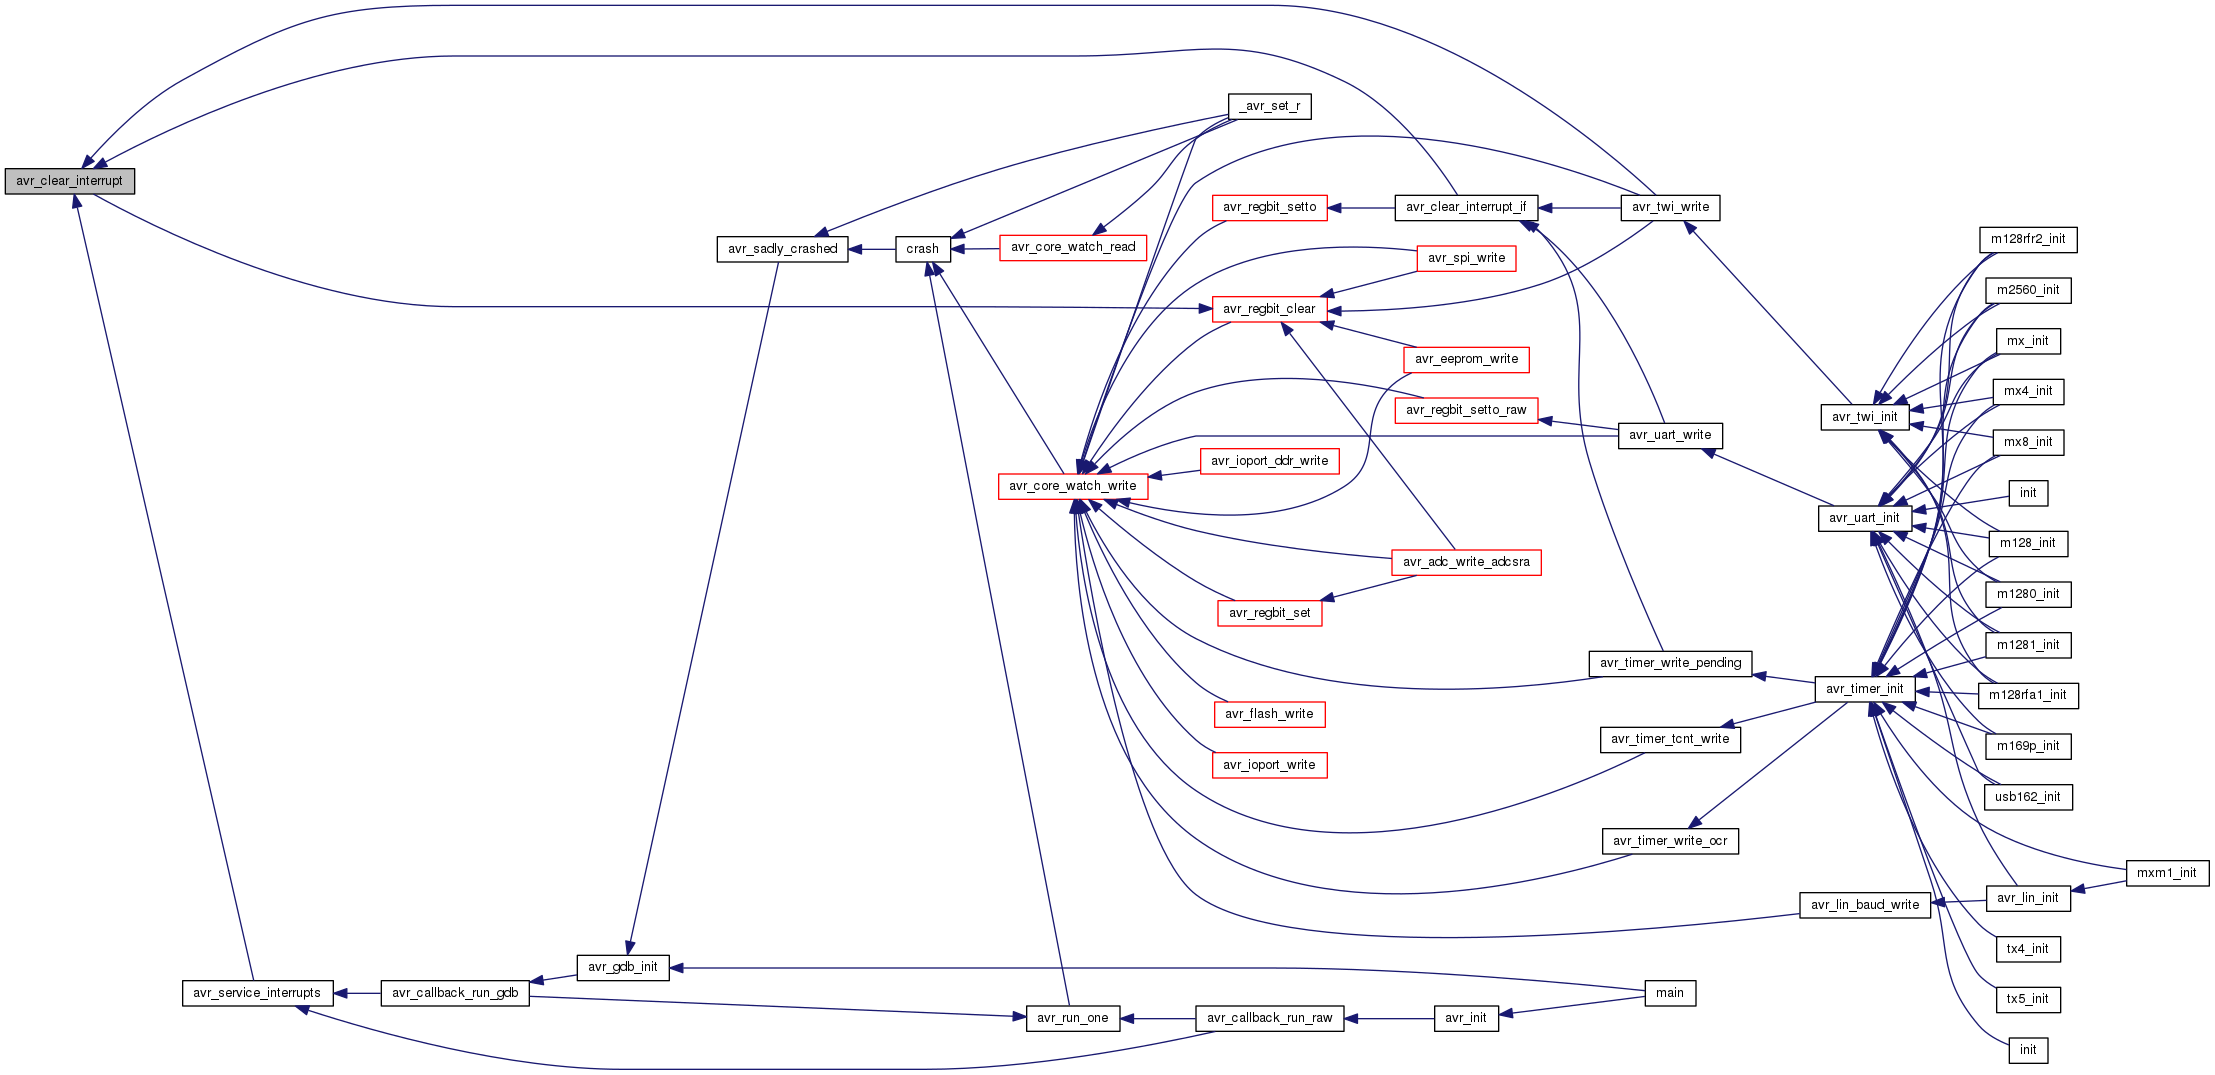 avr_clear_interrupt
avr_service_interrupts
avr_callback_run_gdb
avr_gdb_init
avr_sadly_crashed
crash
avr_core_watch_read
avr_core_watch_write
avr_run_one
_avr_set_r
avr_regbit_setto
avr_regbit_clear
avr_ioport_ddr_write
avr_regbit_set
avr_flash_write
avr_ioport_write
avr_callback_run_raw
avr_clear_interrupt_if
avr_spi_write
avr_eeprom_write
avr_regbit_setto_raw
avr_adc_write_adcsra
avr_init
avr_twi_write
avr_uart_write
avr_timer_write_pending
avr_timer_tcnt_write
avr_timer_write_ocr
main
avr_twi_init
avr_uart_init
avr_timer_init
avr_lin_baud_write
m128rfr2_init
m2560_init
mx_init
mx4_init
mx8_init
init
m128_init
m1280_init
m1281_init
m128rfa1_init
m169p_init
usb162_init
avr_lin_init
tx4_init
tx5_init
init
mxm1_init